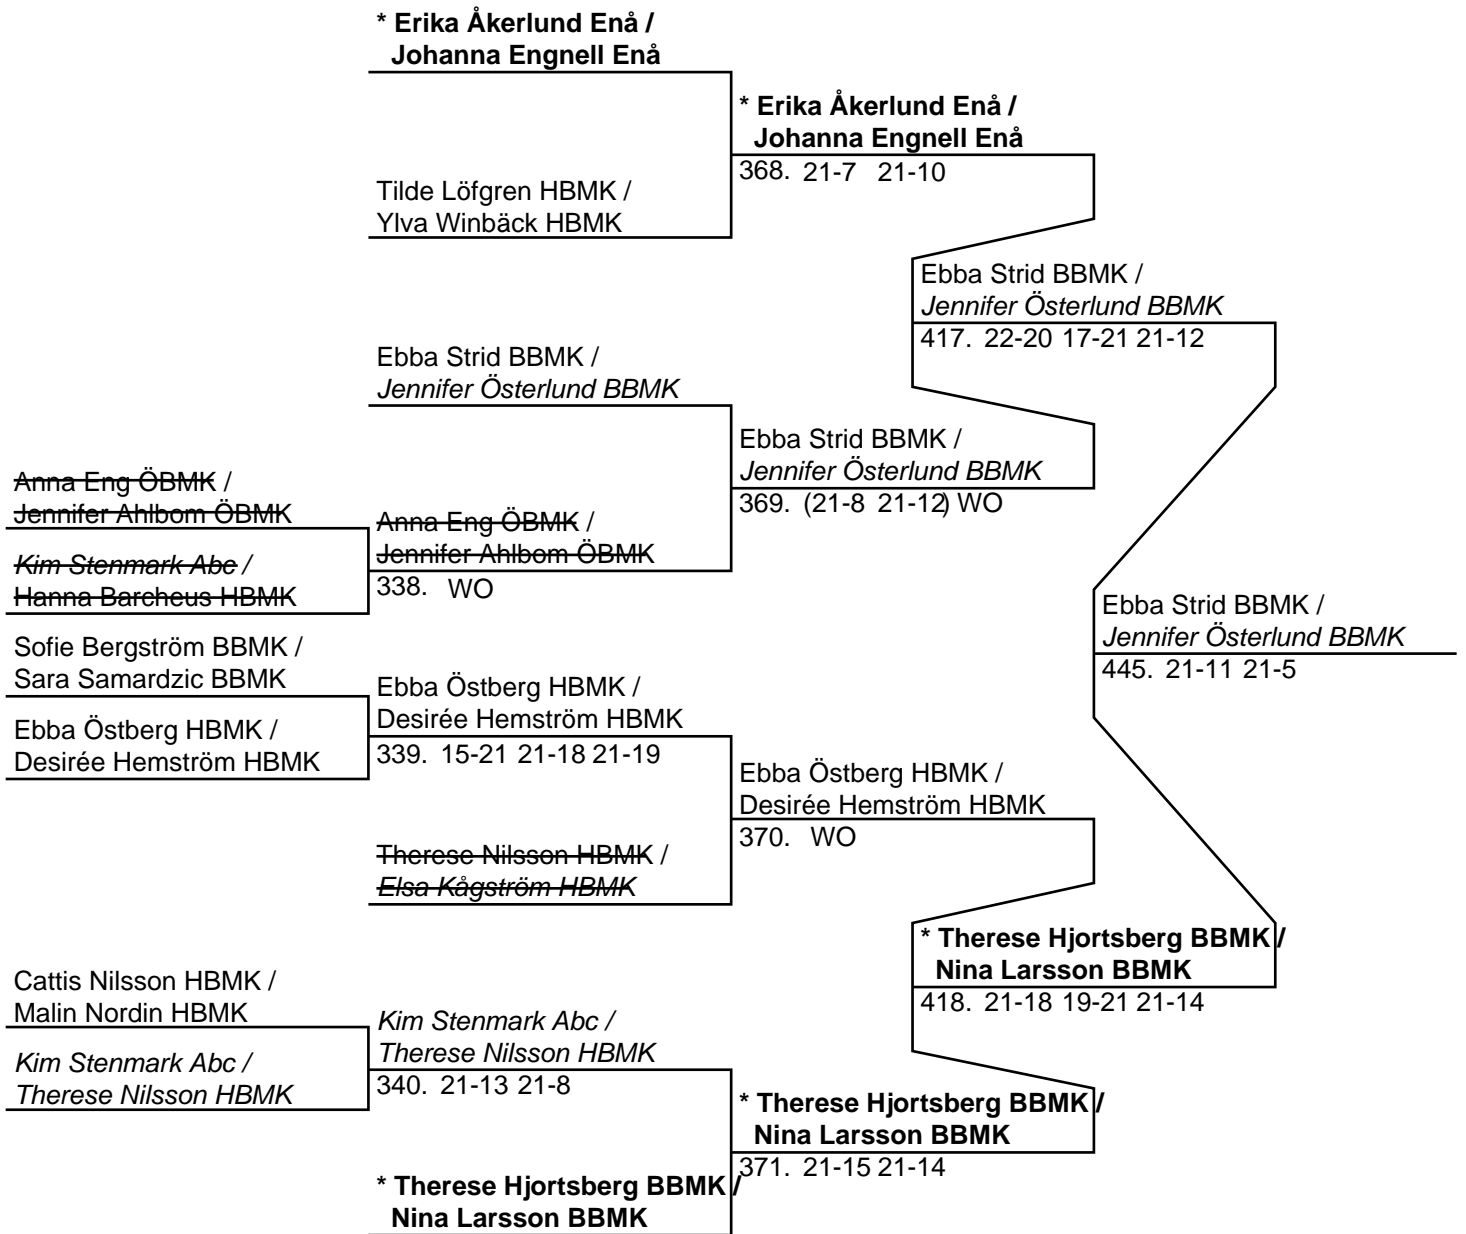 * Erika Åkerlund Enå /
Johanna Engnell Enå
* Erika Åkerlund Enå /
Johanna Engnell Enå
368. 21-7 21-10
Tilde Löfgren HBMK /
Ylva Winbäck HBMK
Ebba Strid BBMK /
Jennifer Österlund BBMK
417. 22-20 17-21 21-12
Ebba Strid BBMK /
Jennifer Österlund BBMK
Ebba Strid BBMK /
Jennifer Österlund BBMK
369. (21-8 21-12) WO
Anna Eng ÖBMK /
Jennifer Ahlbom ÖBMK
Anna Eng ÖBMK /
Jennifer Ahlbom ÖBMK
338. WO
Kim Stenmark Abc /
Hanna Barcheus HBMK
Ebba Strid BBMK /
Jennifer Österlund BBMK
445. 21-11 21-5
Sofie Bergström BBMK /
Sara Samardzic BBMK
Ebba Östberg HBMK /
Desirée Hemström HBMK
339. 15-21 21-18 21-19
Ebba Östberg HBMK /
Desirée Hemström HBMK
Ebba Östberg HBMK /
Desirée Hemström HBMK
370. WO
Therese Nilsson HBMK /
Elsa Kågström HBMK
* Therese Hjortsberg BBMK /
Nina Larsson BBMK
418. 21-18 19-21 21-14
Cattis Nilsson HBMK /
Malin Nordin HBMK
Kim Stenmark Abc /
Therese Nilsson HBMK
340. 21-13 21-8
Kim Stenmark Abc /
Therese Nilsson HBMK
* Therese Hjortsberg BBMK /
Nina Larsson BBMK
371. 21-15 21-14
* Therese Hjortsberg BBMK /
Nina Larsson BBMK